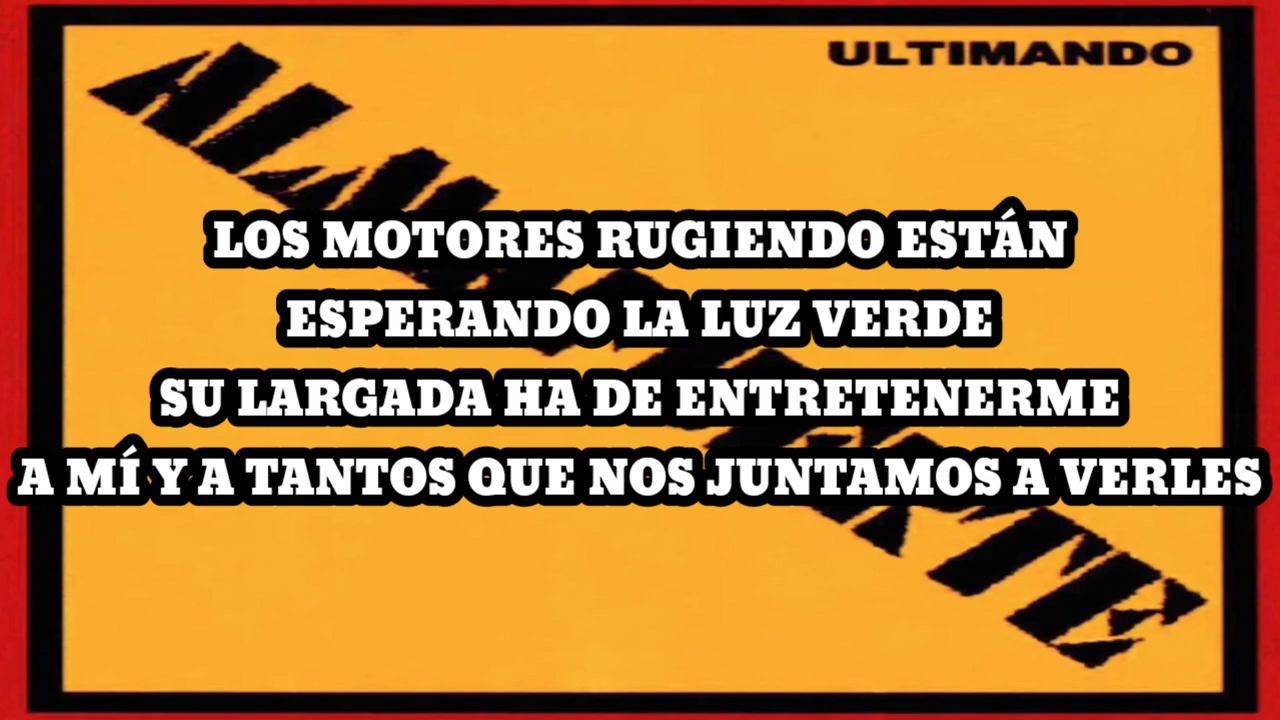 ULTIMANDO
ALMAFUERTE
LOS MOTORES RUGIENDO ESTÁN
ESPERANDO LA LUZ VERDE
SU LARGADA HA DE ENTRETENERME
A MÍ Y A TANTOS QUE NOS JUNTAMOS A VERLES